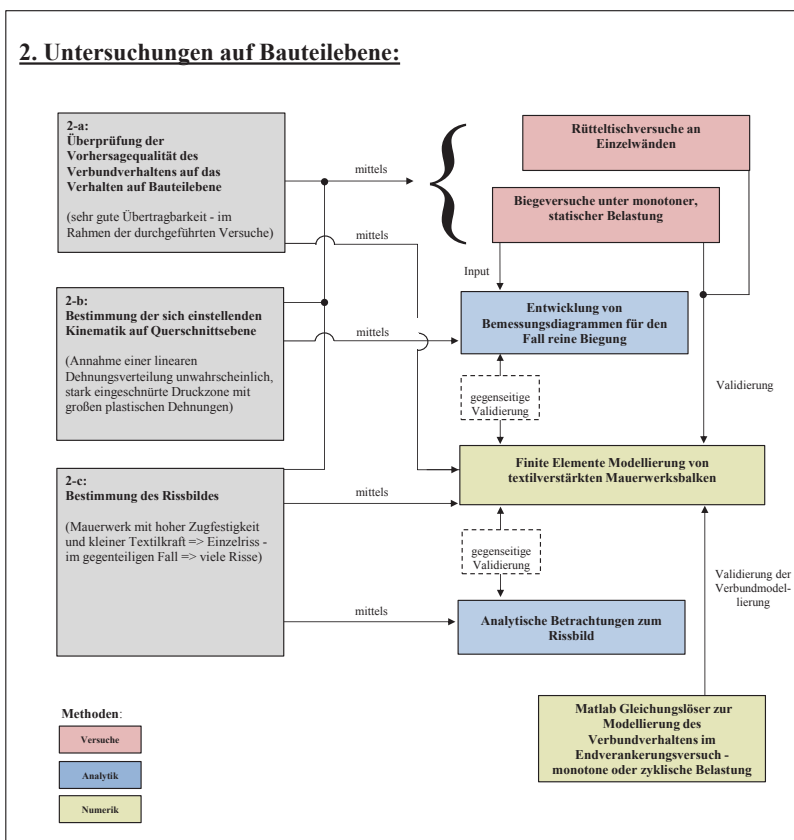 2. Untersuchungen auf Bauteilebene:
2-a:
Überprüfung der
Vorhersagequalität des
Verbundverhaltens auf das
Verhalten auf Bauteilebene
(sehr gute Übertragbarkeit - im
Rahmen der durchgeführten Versuche)
mittels
mittels
Rütteltischversuche an
Einzelwänden
Biegeversuche unter monotoner,
statischer Belastung
Input
2-b:
Bestimmung der sich einstellenden
Kinematik auf Querschnittsebene
(Annahme einer linearen
Dehnungsverteilung unwahrscheinlich,
stark eingeschnürte Druckzone mit
großen plastischen Dehnungen)
mittels
Entwicklung von
Bemessungsdiagrammen für den
Fall reine Biegung
gegenseitige
Validierung
Validierung
2-c:
Bestimmung des Rissbildes
(Mauerwerk mit hoher Zugfestigkeit
und kleiner Textilkraft => Einzelriss -
im gegenteiligen Fall => viele Risse)
mittels
mittels
Finite Elemente Modellierung von
textilverstärkten Mauerwerksbalken
gegenseitige
Validierung
Validierung der
Verbundmodel-
lierung
Analytische Betrachtungen zum
Rissbild
Matlab Gleichungslöser zur
Modellierung des
Verbundverhaltens im
Endverankerungsversuch -
monotone oder zyklische Belastung
Methoden:
Versuche
Analytik
Numerik